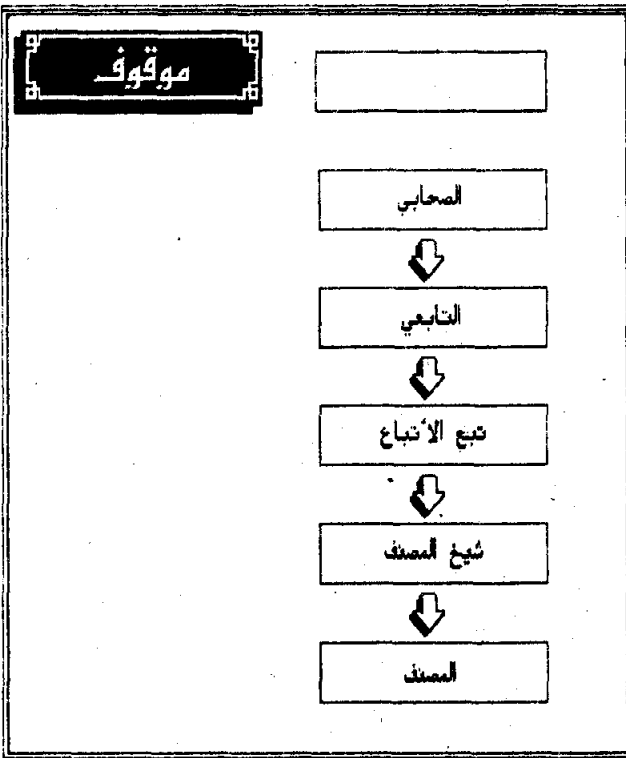 موقوف
الصحابي
التابعي
تبع الأتباع
شيخ المصنف
المصنف